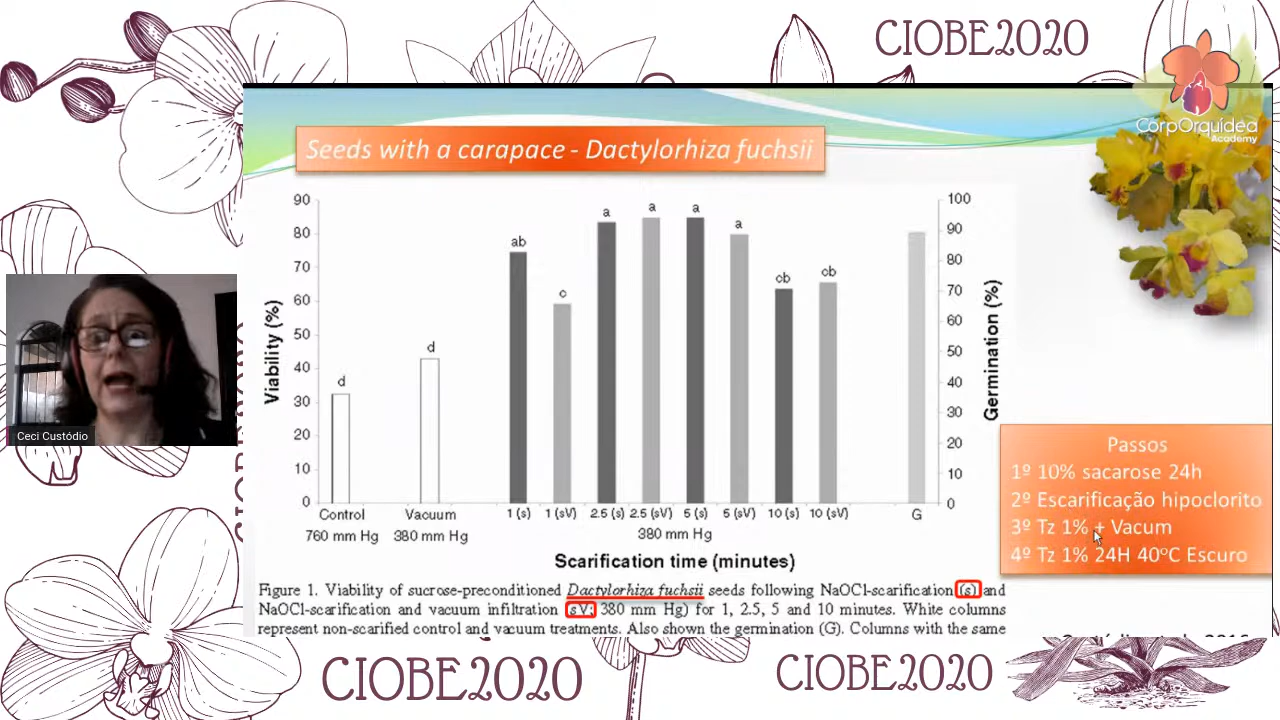 CIOBE2020
CorpOrquidea
Academy
Seeds with a carapace - Dactylorhiza fuchsii
90
80
70
60
50
40
30
20
10
0
Viability (%)
d
d
ab
c
a
a
a
a
cb
cb
100
90
80
70
60
50
40
30
20
10
0
Germination (%)
Control
760 mm Hg
Vacuum
380 mm Hg
1 (s) 1 (sV) 2.5 (s) 2.5 (sV) 5 (s) 5 (sV) 10 (s) 10 (sV) G
380 mm Hg
Scarification time (minutes)
Figure 1. Viability of sucrose-preconditioned Dactylorhiza fuchsii seeds following NaOCl-scarification (s) and
NaOCl-scarification and vacuum infiltration (sV; 380 mm Hg) for 1, 2.5, 5 and 10 minutes. White columns
represent non-scarified control and vacuum treatments. Also shown the germination (G). Columns with the same
Passos
1º 10% sacarose 24h
2º Escarificação hipoclorito
3º Tz 1% + Vacum
4º Tz 1% 24H 40ºC Escuro
Ceci Custódio
CIOBE2020
CIOBE2020